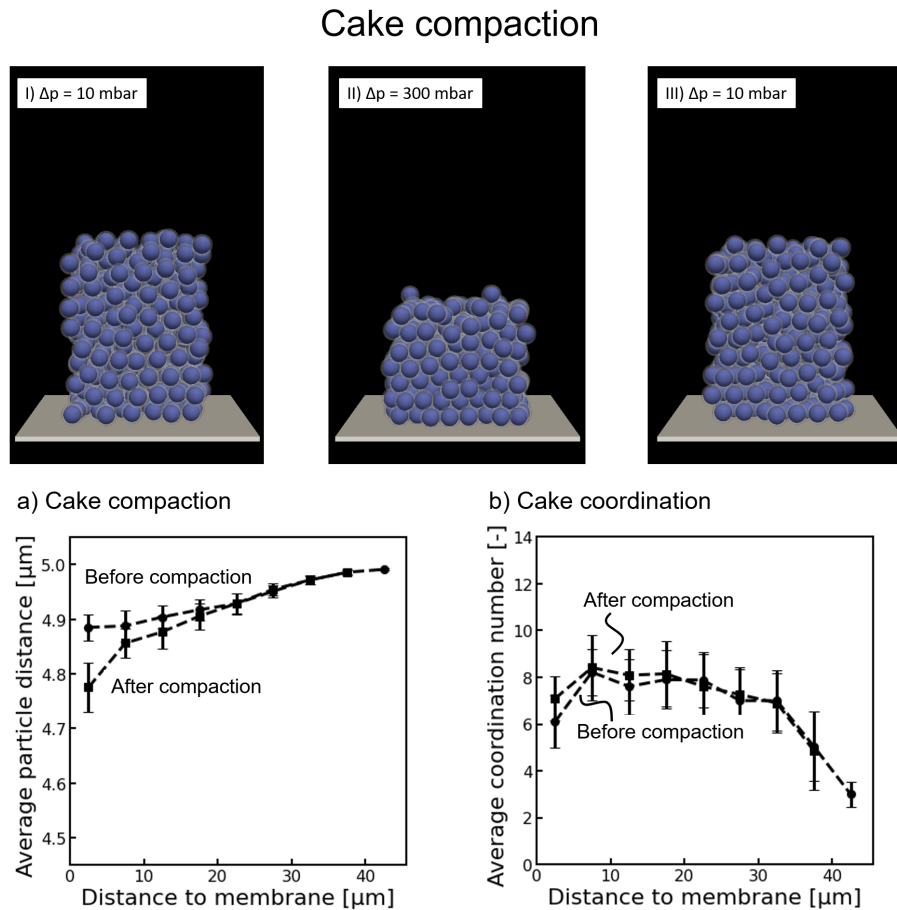 Cake compaction
I) Δp = 10 mbar
II) Δp = 300 mbar
III) Δp = 10 mbar
a) Cake compaction
b) Cake coordination
Average particle distance [µm]
5.0
4.9
4.8
4.7
4.6
4.5
Before compaction
After compaction
0
10
20
30
40
Distance to membrane [µm]
Average coordination number [-]
14
12
10
8
6
4
2
0
After compaction
Before compaction
0
10
20
30
40
Distance to membrane [µm]